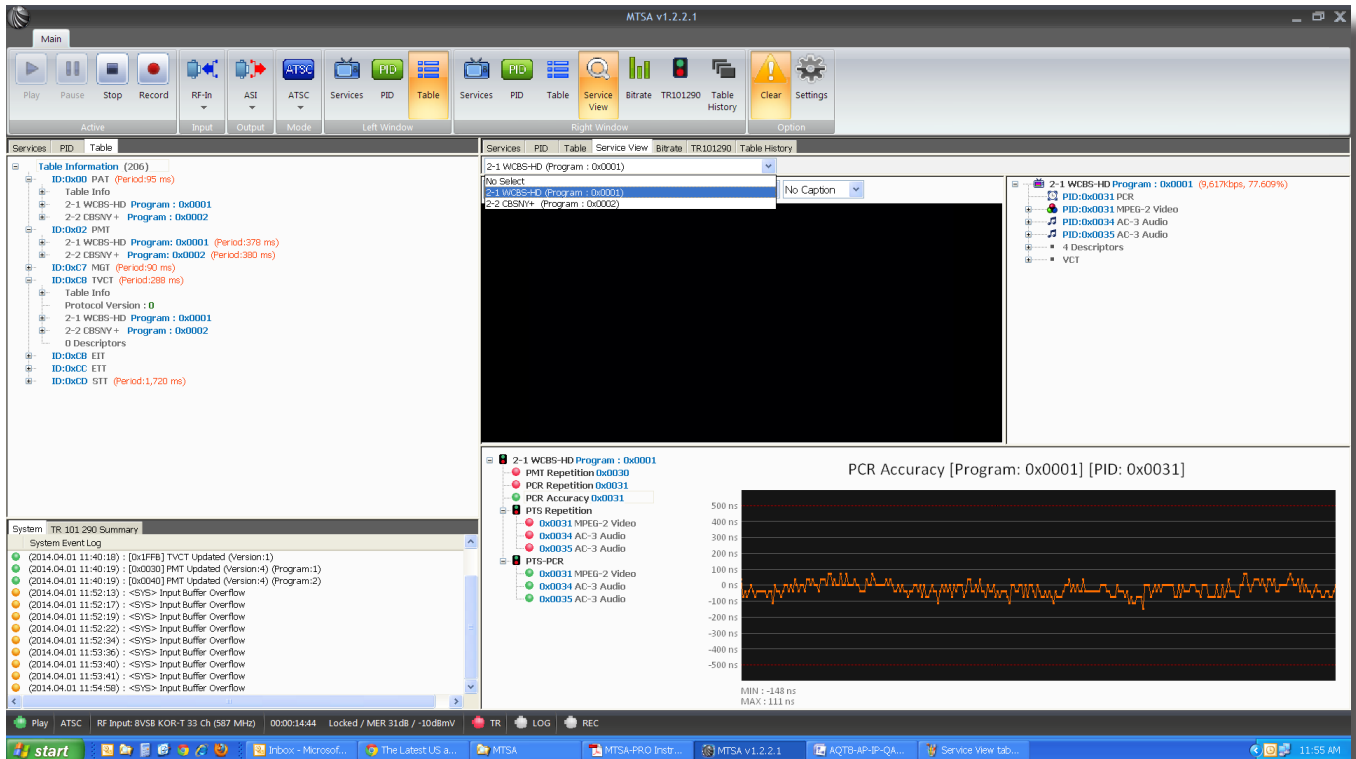 MTSA v1.2.2.1
Main
Play Pause Stop Record RF-In ASI ATSC Services PID Table Services PID Table Service View Bitrate TR101290 Table History Clear Settings
ATSC PID PID
Active Input Output Mode Left Window Right Window Option
Services PID Table
Table Information (206)
ID:0x00 PAT (Period:95 ms)
Table Info
2-1 WCBS-HD Program : 0x0001
2-2 CBSNY+ Program : 0x0002
ID:0x02 PMT
2-1 WCBS-HD Program: 0x0001 (Period:378 ms)
2-2 CBSNY+ Program: 0x0002 (Period:380 ms)
ID:0xC7 MGT (Period:90 ms)
ID:0xC8 TVCT (Period:288 ms)
Table Info
Protocol Version : 0
2-1 WCBS-HD Program : 0x0001
2-2 CBSNY+ Program : 0x0002
0 Descriptors
ID:0xCB EIT
ID:0xCC ETT
ID:0xCD STT (Period:1,720 ms)
Services PID Table Service View Bitrate TR101290 Table History
2-1 WCBS-HD (Program : 0x0001)
No Select
2-1 WCBS-HD (Program : 0x0001)
2-2 CBSNY+ (Program : 0x0002)
No Caption
2-1 WCBS-HD Program : 0x0001 (9,617kbps, 77.609%)
PID:0x0031 PCR
PID:0x0031 MPEG-2 Video
PID:0x0034 AC-3 Audio
PID:0x0035 AC-3 Audio
4 Descriptors
VCT
System TR 101 290 Summary
System Event Log
(2014.04.01 11:40:18) : [0x1FFB] TVCT Updated (Version:1)
(2014.04.01 11:40:19) : [0x0030] PMT Updated (Version:4) (Program:1)
(2014.04.01 11:40:19) : [0x0040] PMT Updated (Version:4) (Program:2)
(2014.04.01 11:52:13) : <SYS> Input Buffer Overflow
(2014.04.01 11:52:17) : <SYS> Input Buffer Overflow
(2014.04.01 11:52:19) : <SYS> Input Buffer Overflow
(2014.04.01 11:52:22) : <SYS> Input Buffer Overflow
(2014.04.01 11:52:34) : <SYS> Input Buffer Overflow
(2014.04.01 11:53:36) : <SYS> Input Buffer Overflow
(2014.04.01 11:53:40) : <SYS> Input Buffer Overflow
(2014.04.01 11:53:41) : <SYS> Input Buffer Overflow
(2014.04.01 11:54:58) : <SYS> Input Buffer Overflow
2-1 WCBS-HD Program : 0x0001
PMT Repetition 0x0030
PCR Repetition 0x0031
PCR Accuracy 0x0031
PTS Repetition
0x0031 MPEG-2 Video
0x0034 AC-3 Audio
0x0035 AC-3 Audio
PTS-PCR
0x0031 MPEG-2 Video
0x0034 AC-3 Audio
0x0035 AC-3 Audio
PCR Accuracy [Program: 0x0001] [PID: 0x0031]
500 ns
400 ns
300 ns
200 ns
100 ns
0 ns
-100 ns
-200 ns
-300 ns
-400 ns
-500 ns
MIN : -148 ns
MAX : 111 ns
Play ATSC RF Input: 8VSB KOR-T 33 Ch (587 MHz) 00:00:14:44 Locked / MER 31dB / -10dBmV TR LOG REC
start Inbox - Microsof... The Latest US a... MTSA MTSA-PRO Instr... MTSA v1.2.2.1 AQT8-AP-IP-QA... Service View tab... 11:55 AM